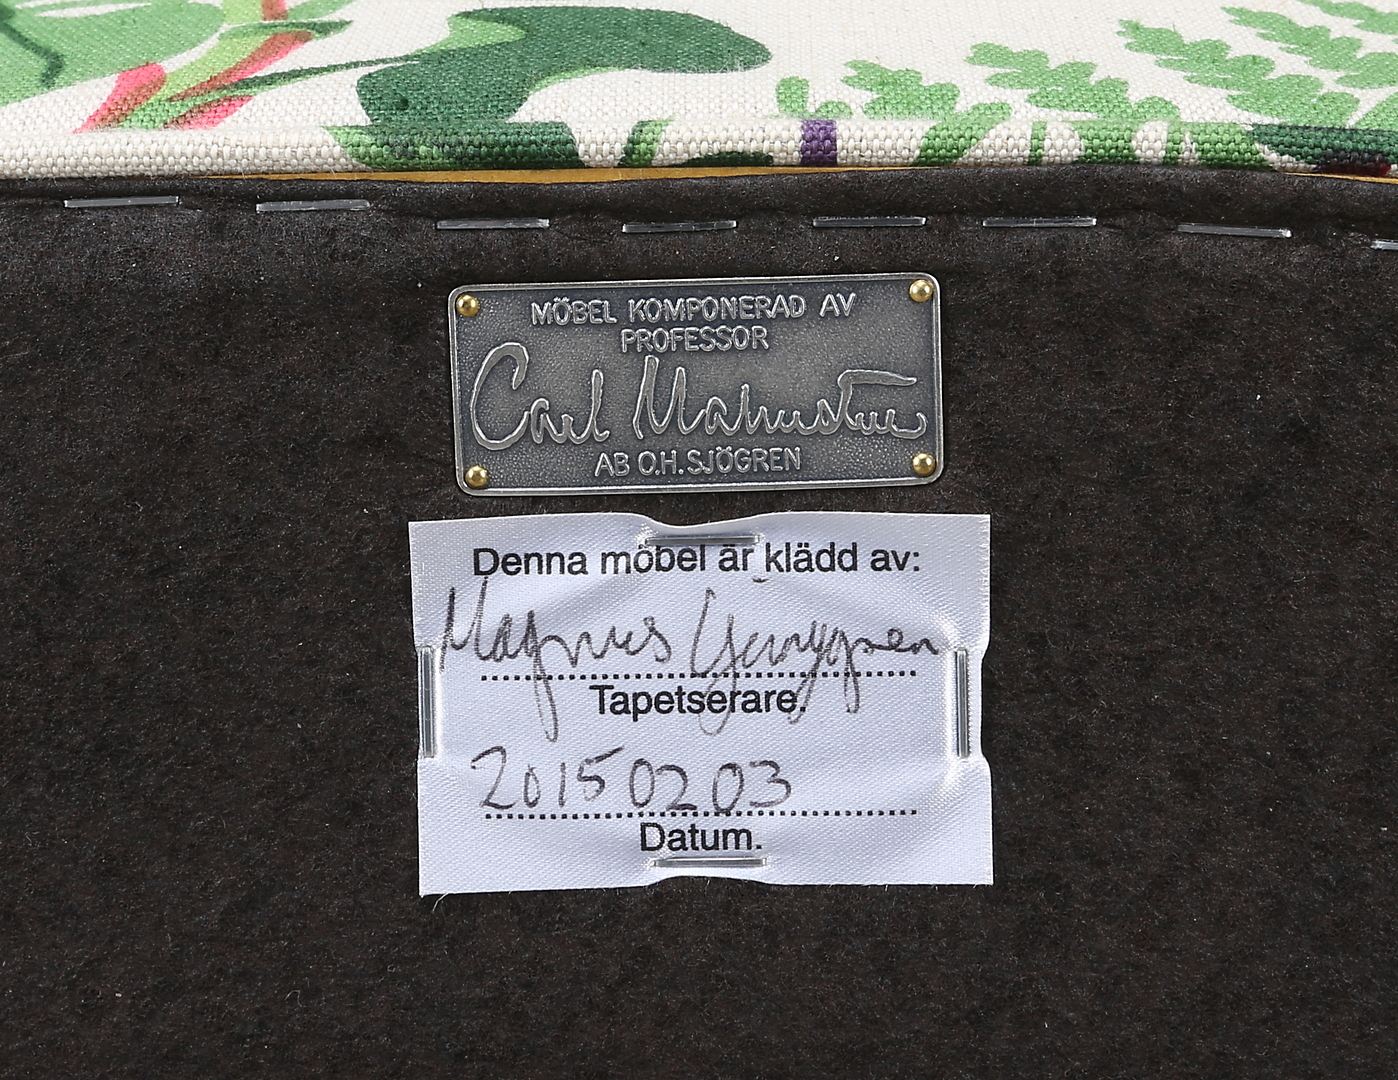 MÖBEL KOMPONERAD AV
PROFESSOR
Carl Malmsten
AB O.H. SJÖGREN
Denna möbel är klädd av:
Magnus
Tapetserare.
20150203
Datum.